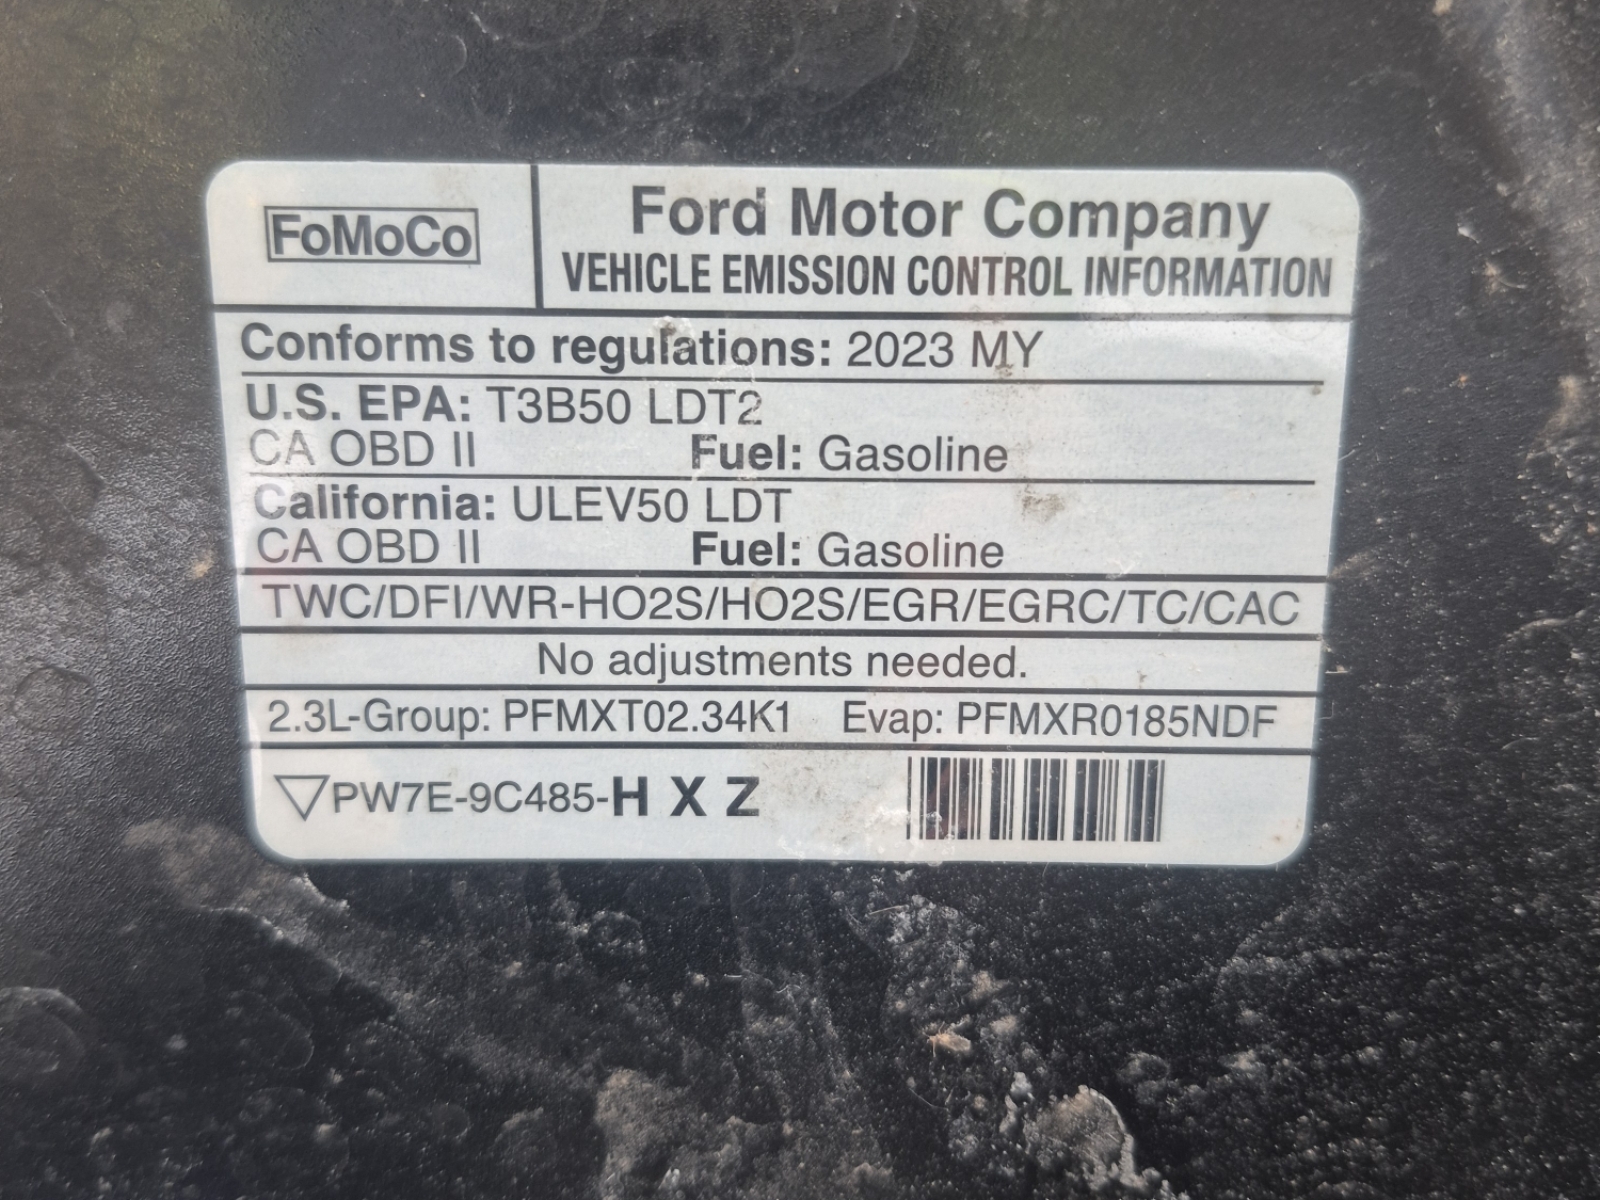 FoMoCo
Ford Motor Company
VEHICLE EMISSION CONTROL INFORMATION
Conforms to regulations: 2023 MY
U.S. EPA: T3B50 LDT2
CA OBD II Fuel: Gasoline
California: ULEV50 LDT
CA OBD II Fuel: Gasoline
TWC/DFI/WR-HO2S/HO2S/EGR/EGRC/TC/CAC
No adjustments needed.
2.3L-Group: PFMXT02.34K1 Evap: PFMXR0185NDF
▽PW7E-9C485-H X Z